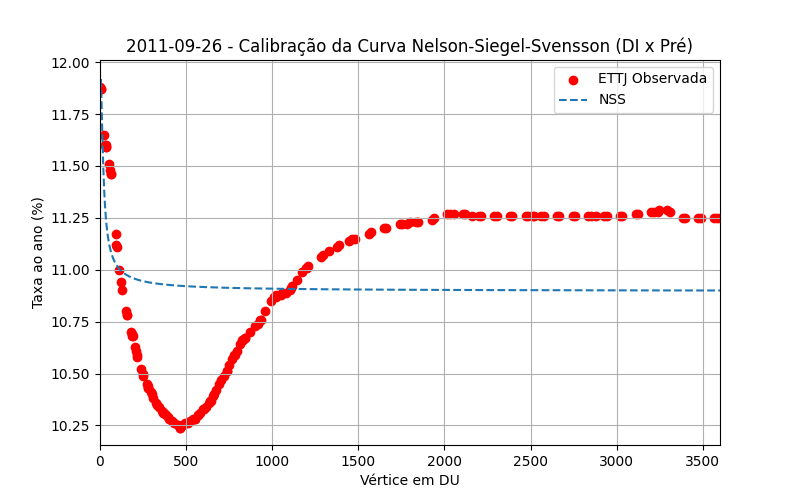 2011-09-26 - Calibração da Curva Nelson-Siegel-Svensson (DI x Pré)
ETTJ Observada
NSS
Taxa ao ano (%)
12.00
11.75
11.50
11.25
11.00
10.75
10.50
10.25
0 500 1000 1500 2000 2500 3000 3500
Vértice em DU